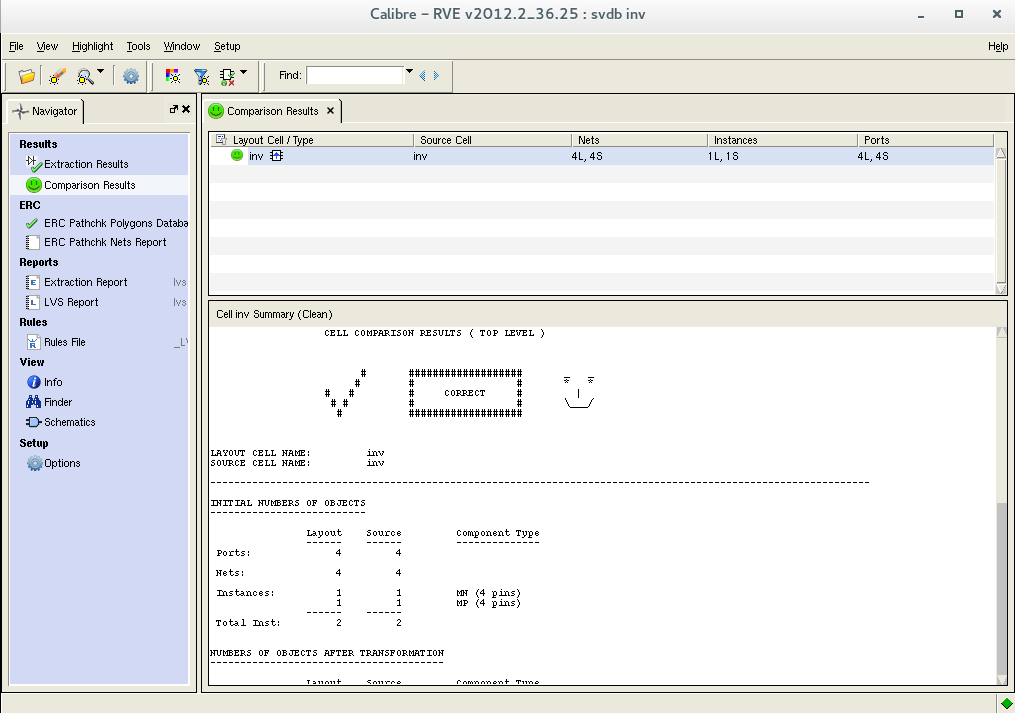 Calibre – RVE v2012.2_36.25 : svdb inv
File View Highlight Tools Window Setup Help
Find:
Navigator
Results
Extraction Results
Comparison Results
ERC
ERC Pathchk Polygons Databa
ERC Pathchk Nets Report
Reports
Extraction Report lvs
LVS Report lvs
Rules
Rules File _L
View
Info
Finder
Schematics
Setup
Options
Comparison Results
Layout Cell / Type Source Cell Nets Instances Ports
inv inv 4L, 4S 1L, 1S 4L, 4S
Cell inv Summary (Clean)
CELL COMPARISON RESULTS ( TOP LEVEL )
# ################### _ _
# # # * *
# # # CORRECT # |
# # # # \___/
# ###################
LAYOUT CELL NAME: inv
SOURCE CELL NAME: inv
INITIAL NUMBERS OF OBJECTS
Layout Source Component Type
Ports: 4 4
Nets: 4 4
Instances: 1 1 MN (4 pins)
1 1 MP (4 pins)
Total Inst: 2 2
NUMBERS OF OBJECTS AFTER TRANSFORMATION
Layout Source Component Type